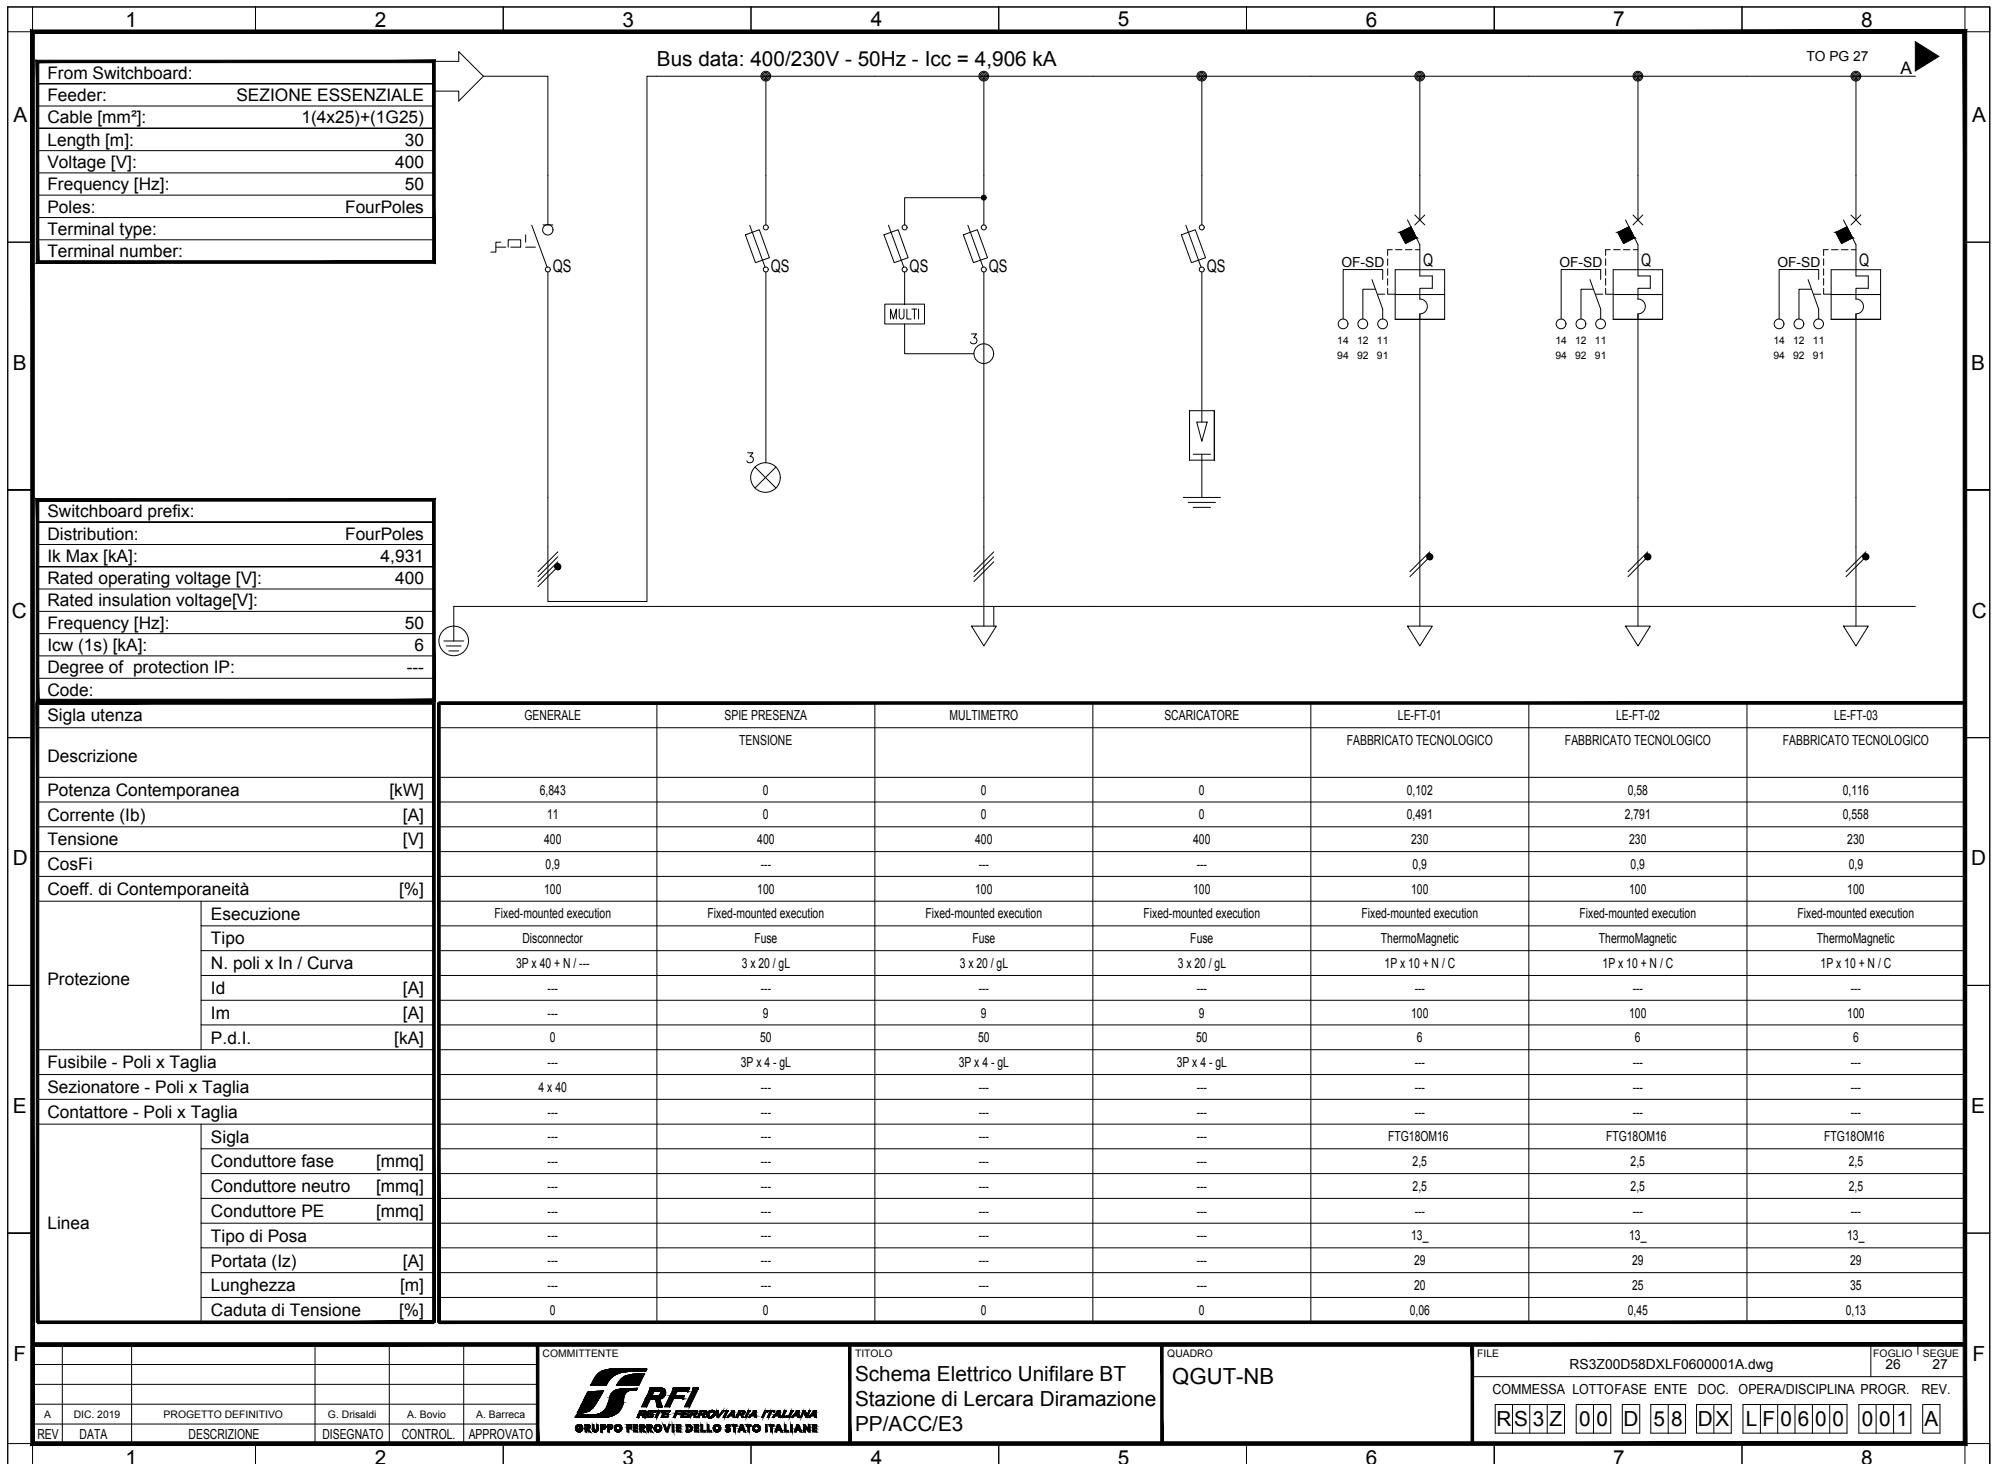 1 2 3 4 5 6 7 8
Bus data: 400/230V - 50Hz - Icc = 4,906 kA
TO PG 27
A
From Switchboard:
Feeder: SEZIONE ESSENZIALE
Cable [mm²]: 1(4x25)+(1G25)
Length [m]: 30
Voltage [V]: 400
Frequency [Hz]: 50
Poles: FourPoles
Terminal type:
Terminal number:
A A
QS QS QS QS QS
OF-SD Q OF-SD Q OF-SD Q
MULTI
3
14 12 11 14 12 11 14 12 11
94 92 91 94 92 91 94 92 91
B B
3
Switchboard prefix:
Distribution: FourPoles
Ik Max [kA]: 4,931
Rated operating voltage [V]: 400
Rated insulation voltage[V]:
Frequency [Hz]: 50
Icw (1s) [kA]: 6
Degree of protection IP: ---
Code:
C C
Sigla utenza GENERALE SPIE PRESENZA MULTIMETRO SCARICATORE LE-FT-01 LE-FT-02 LE-FT-03
Descrizione TENSIONE FABBRICATO TECNOLOGICO FABBRICATO TECNOLOGICO FABBRICATO TECNOLOGICO
Potenza Contemporanea [kW] 6,843 0 0 0 0,102 0,58 0,116
Corrente (Ib) [A] 11 0 0 0 0,491 2,791 0,558
Tensione [V] 400 400 400 400 230 230 230
CosFi 0,9 --- --- --- 0,9 0,9 0,9
D D
Coeff. di Contemporaneità [%] 100 100 100 100 100 100 100
Protezione
Esecuzione Fixed-mounted execution Fixed-mounted execution Fixed-mounted execution Fixed-mounted execution Fixed-mounted execution Fixed-mounted execution Fixed-mounted execution
Tipo Disconnector Fuse Fuse Fuse ThermoMagnetic ThermoMagnetic ThermoMagnetic
N. poli x In / Curva 3P x 40 + N / --- 3 x 20 / gL 3 x 20 / gL 3 x 20 / gL 1P x 10 + N / C 1P x 10 + N / C 1P x 10 + N / C
Id [A] --- --- --- --- --- --- ---
Im [A] --- 9 9 9 100 100 100
P.d.I. [kA] 0 50 50 50 6 6 6
Fusibile - Poli x Taglia --- 3P x 4 - gL 3P x 4 - gL 3P x 4 - gL --- --- ---
Sezionatore - Poli x Taglia 4 x 40 --- --- --- --- --- ---
E E
Contattore - Poli x Taglia --- --- --- --- --- --- ---
Linea
Sigla --- --- --- --- FTG18OM16 FTG18OM16 FTG18OM16
Conduttore fase [mmq] --- --- --- --- 2,5 2,5 2,5
Conduttore neutro [mmq] --- --- --- --- 2,5 2,5 2,5
Conduttore PE [mmq] --- --- --- --- --- --- ---
Tipo di Posa --- --- --- --- 13_ 13_ 13_
Portata (Iz) [A] --- --- --- --- 29 29 29
Lunghezza [m] --- --- --- --- 20 25 35
Caduta di Tensione [%] 0 0 0 0 0,06 0,45 0,13
F F
A DIC. 2019 PROGETTO DEFINITIVO G. Drisaldi A. Bovio A. Barreca
REV DATA DESCRIZIONE DISEGNATO CONTROL. APPROVATO
COMMITTENTE
RFI
RETE FERROVIARIA ITALIANA
GRUPPO FERROVIE DELLO STATO ITALIANE
TITOLO
Schema Elettrico Unifilare BT
Stazione di Lercara Diramazione
PP/ACC/E3
QUADRO
QGUT-NB
FILE
RS3Z00D58DXLF0600001A.dwg
FOGLIO SEGUE
26 27
COMMESSA LOTTO FASE ENTE DOC. OPERA/DISCIPLINA PROGR. REV.
RS3Z 00 D 58 DX LF0600 001 A
1 2 3 4 5 6 7 8